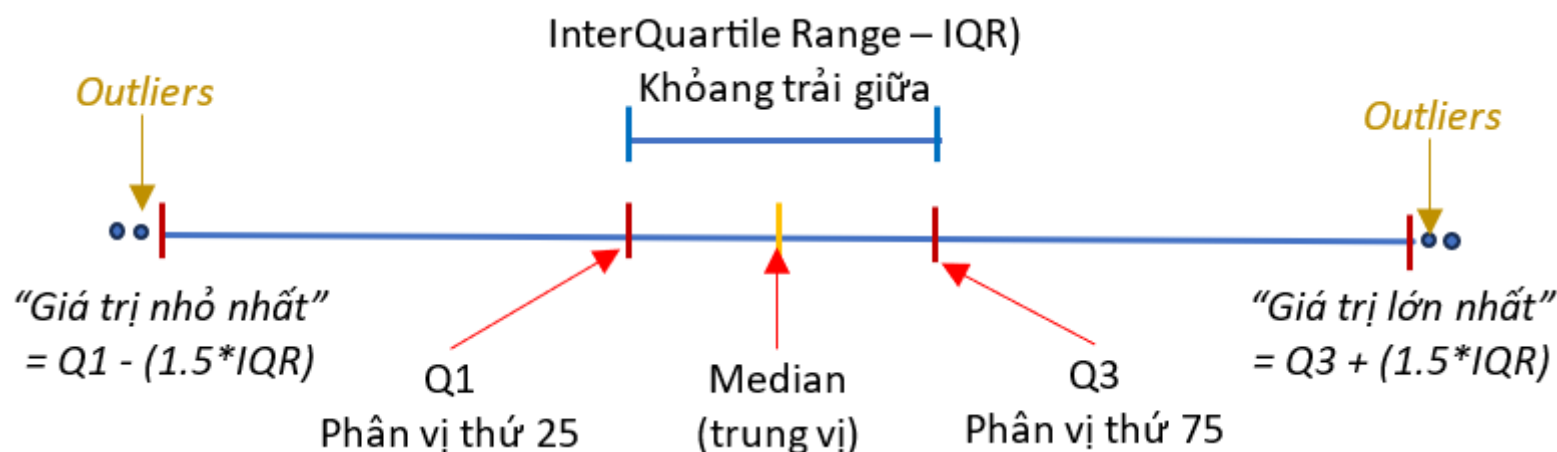 InterQuartile Range – IQR)
Khỏang trải giữa
Outliers
Outliers
“Giá trị nhỏ nhất”
= Q1 - (1.5*IQR)
Q1
Phân vị thứ 25
Median
(trung vị)
Q3
Phân vị thứ 75
“Giá trị lớn nhất”
= Q3 + (1.5*IQR)